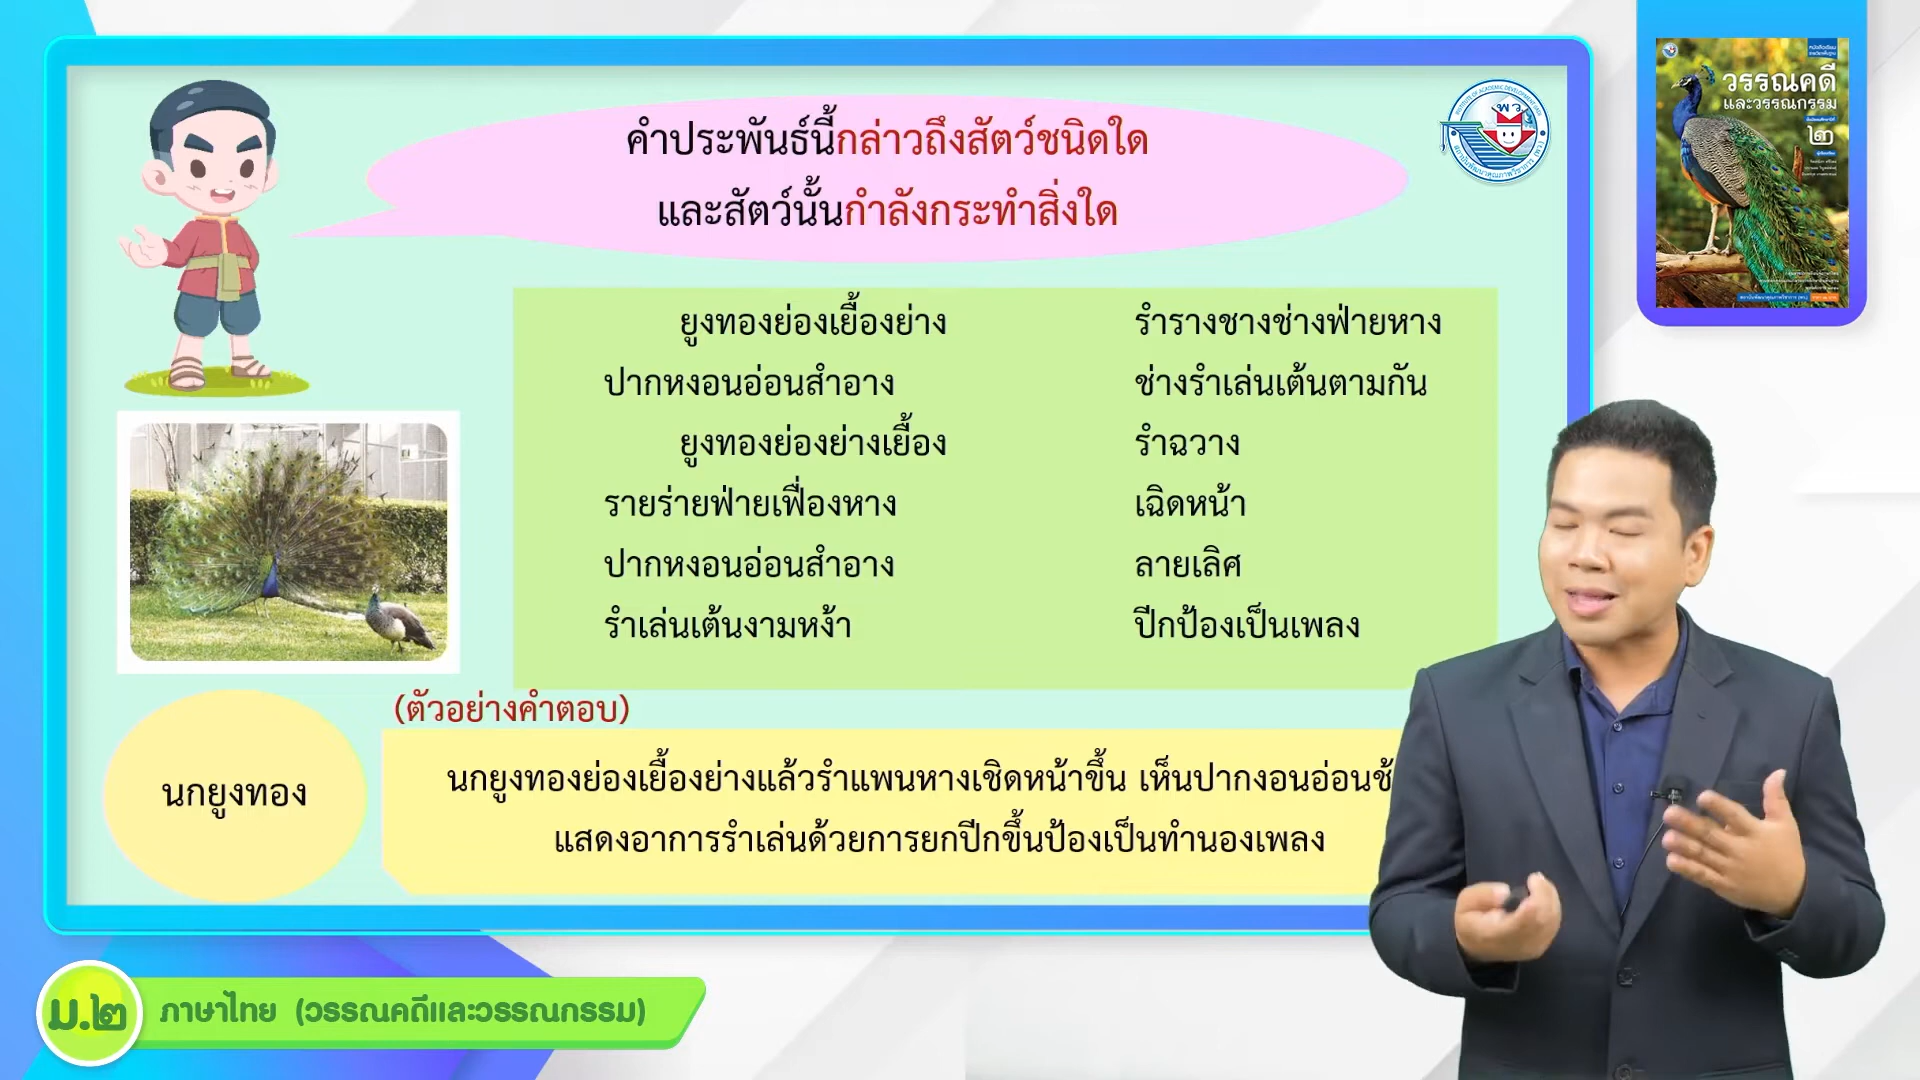 คำประพันธ์นี้กล่าวถึงสัตว์ชนิดใด
และสัตว์นั้นกำลังกระทำสิ่งใด
พว.
วรรณคดี
และวรรณกรรม
๒
ยูงทองย่องเยื้องย่าง รำรางชางช่างฟ่ายหาง
ปากหงอนอ่อนสำอาง ช่างรำเล่นเต้นตามกัน
ยูงทองย่องย่างเยื้อง รำฉวาง
รายร่ายฟ่ายเฟื่องหาง เฉิดหน้า
ปากหงอนอ่อนสำอาง ลายเลิศ
รำเล่นเต้นงามหง้า ปีกป้องเป็นเพลง
(ตัวอย่างคำตอบ)
นกยูงทอง
นกยูงทองย่องเยื้องย่างแล้วรำแพนหางเชิดหน้าขึ้น เห็นปากงอนอ่อนช้
แสดงอาการรำเล่นด้วยการยกปีกขึ้นป้องเป็นทำนองเพลง
ม.๒ ภาษาไทย (วรรณคดีและวรรณกรรม)